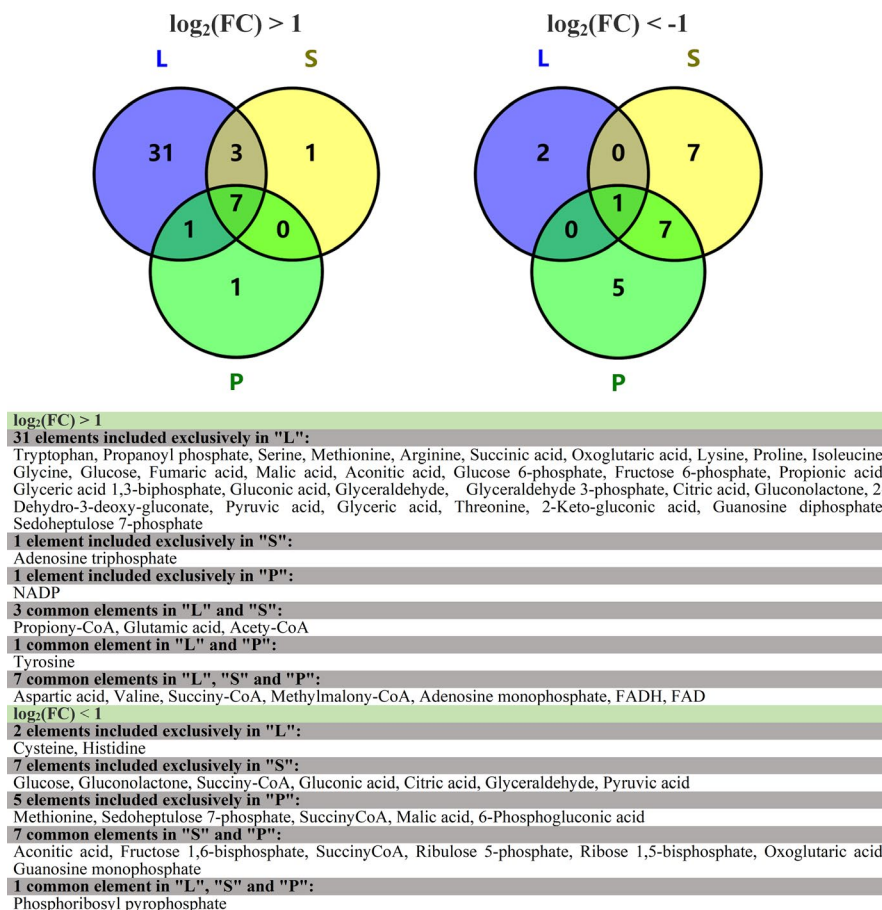 log₂(FC) > 1
log₂(FC) < -1
L
S
L
S
31
3
1
2
0
7
7
1
1
0
0
7
1
5
P
P
log₂(FC) > 1
31 elements included exclusively in "L":
Tryptophan, Propanoyl phosphate, Serine, Methionine, Arginine, Succinic acid, Oxoglutaric acid, Lysine, Proline, Isoleucine
Glycine, Glucose, Fumaric acid, Malic acid, Aconitic acid, Glucose 6-phosphate, Fructose 6-phosphate, Propionic acid
Glyceric acid 1,3-biphosphate, Gluconic acid, Glyceraldehyde, Glyceraldehyde 3-phosphate, Citric acid, Gluconolactone, 2
Dehydro-3-deoxy-gluconate, Pyruvic acid, Glyceric acid, Threonine, 2-Keto-gluconic acid, Guanosine diphosphate
Sedoheptulose 7-phosphate
1 element included exclusively in "S":
Adenosine triphosphate
1 element included exclusively in "P":
NADP
3 common elements in "L" and "S":
Propiony-CoA, Glutamic acid, Acety-CoA
1 common element in "L" and "P":
Tyrosine
7 common elements in "L", "S" and "P":
Aspartic acid, Valine, Succiny-CoA, Methylmalony-CoA, Adenosine monophosphate, FADH, FAD
log₂(FC) < 1
2 elements included exclusively in "L":
Cysteine, Histidine
7 elements included exclusively in "S":
Glucose, Gluconolactone, Succiny-CoA, Gluconic acid, Citric acid, Glyceraldehyde, Pyruvic acid
5 elements included exclusively in "P":
Methionine, Sedoheptulose 7-phosphate, SuccinyCoA, Malic acid, 6-Phosphogluconic acid
7 common elements in "S" and "P":
Aconitic acid, Fructose 1,6-bisphosphate, SuccinyCoA, Ribulose 5-phosphate, Ribose 1,5-bisphosphate, Oxoglutaric acid
Guanosine monophosphate
1 common element in "L", "S" and "P":
Phosphoribosyl pyrophosphate